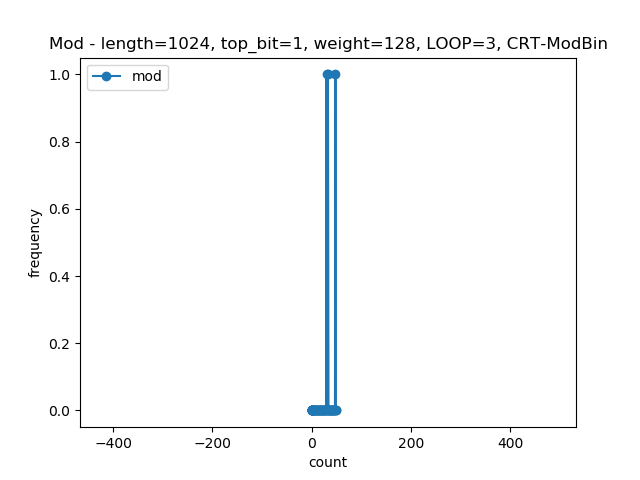 Mod - length=1024, top_bit=1, weight=128, LOOP=3, CRT-ModBin
mod
1.0
0.8
0.6
0.4
0.2
0.0
frequency
−400
−200
0
200
400
count